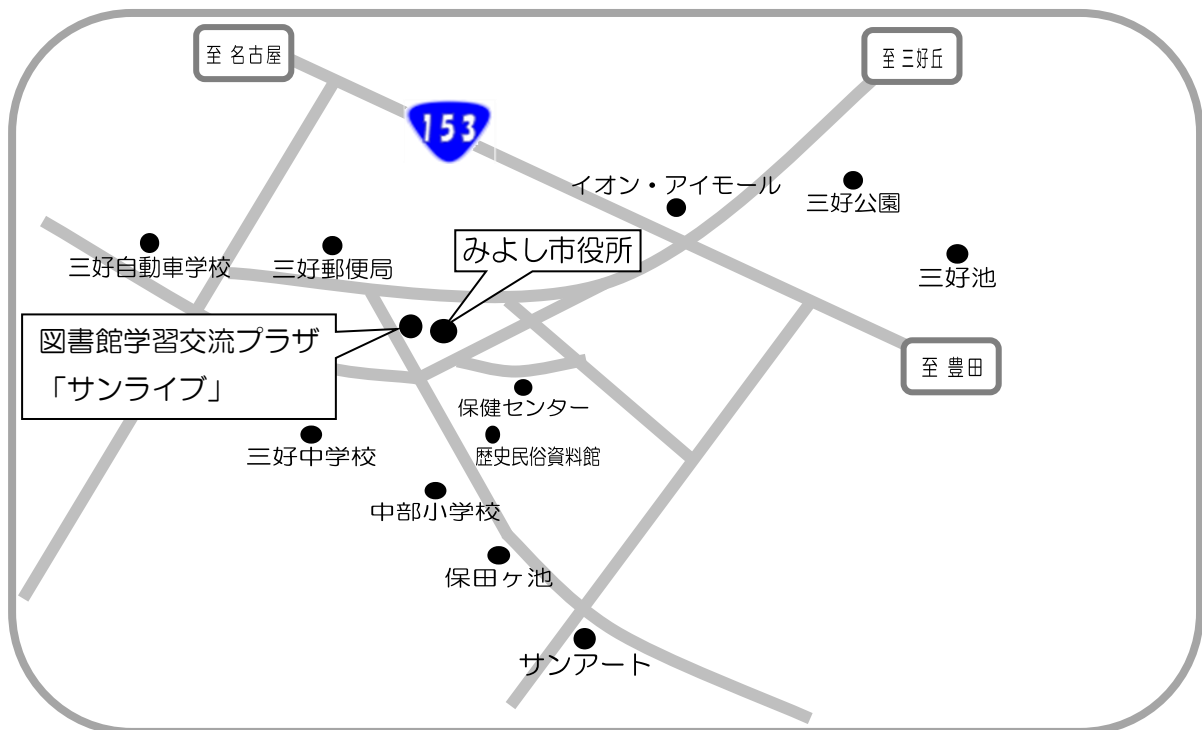 至 名古屋
至 三好丘
153
イオン・アイモール
三好公園
みよし市役所
三好自動車学校
三好郵便局
三好池
図書館学習交流プラザ
「サンライブ」
至 豊田
保健センター
三好中学校
歴史民俗資料館
中部小学校
保田ヶ池
サンアート